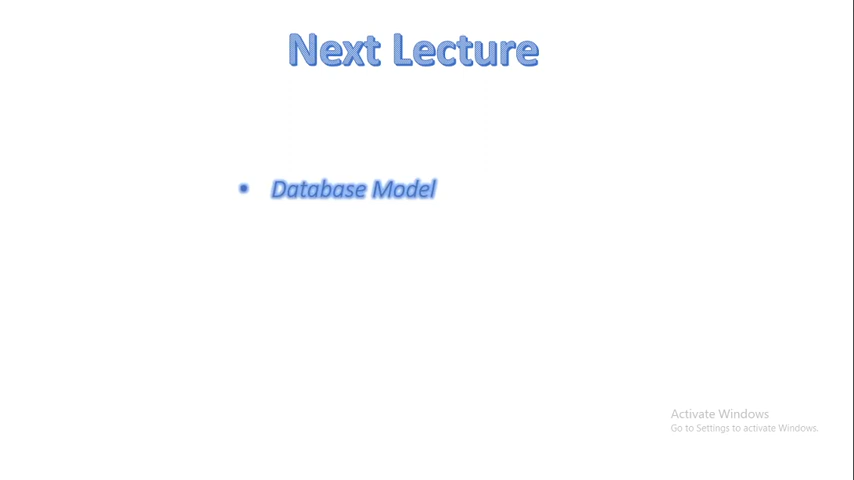 Next Lecture
• Database Model
Activate Windows
Go to Settings to activate Windows.